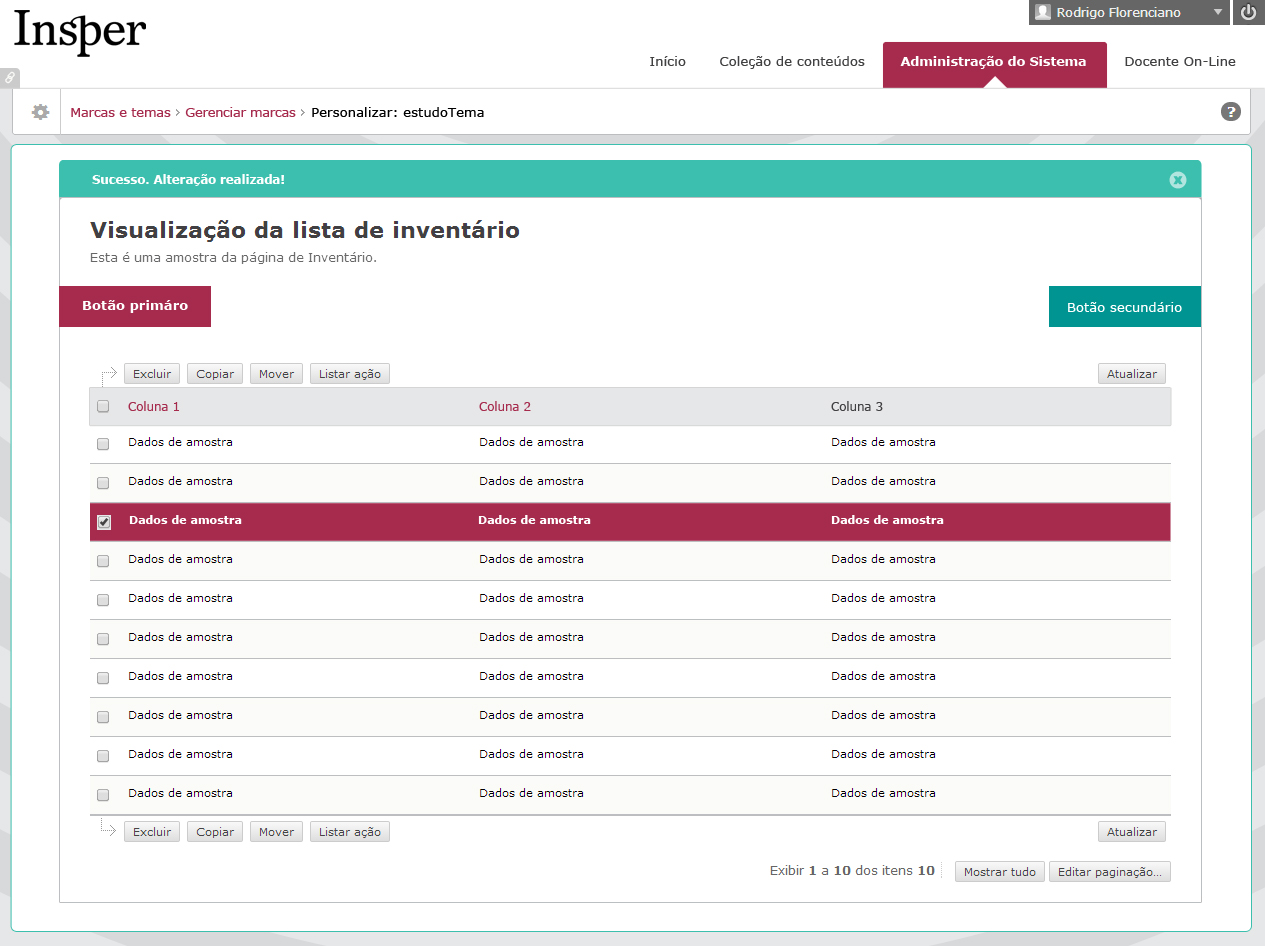 Insper
Rodrigo Florenciano
Início Coleção de conteúdos Administração do Sistema Docente On-Line
Marcas e temas › Gerenciar marcas › Personalizar: estudoTema ?
Sucesso. Alteração realizada!
Visualização da lista de inventário
Esta é uma amostra da página de Inventário.
Botão primáro Botão secundário
Excluir Copiar Mover Listar ação Atualizar
Coluna 1 Coluna 2 Coluna 3
Dados de amostra Dados de amostra Dados de amostra
Dados de amostra Dados de amostra Dados de amostra
Dados de amostra Dados de amostra Dados de amostra
Dados de amostra Dados de amostra Dados de amostra
Dados de amostra Dados de amostra Dados de amostra
Dados de amostra Dados de amostra Dados de amostra
Dados de amostra Dados de amostra Dados de amostra
Dados de amostra Dados de amostra Dados de amostra
Dados de amostra Dados de amostra Dados de amostra
Dados de amostra Dados de amostra Dados de amostra
Excluir Copiar Mover Listar ação Atualizar
Exibir 1 a 10 dos itens 10 Mostrar tudo Editar paginação...